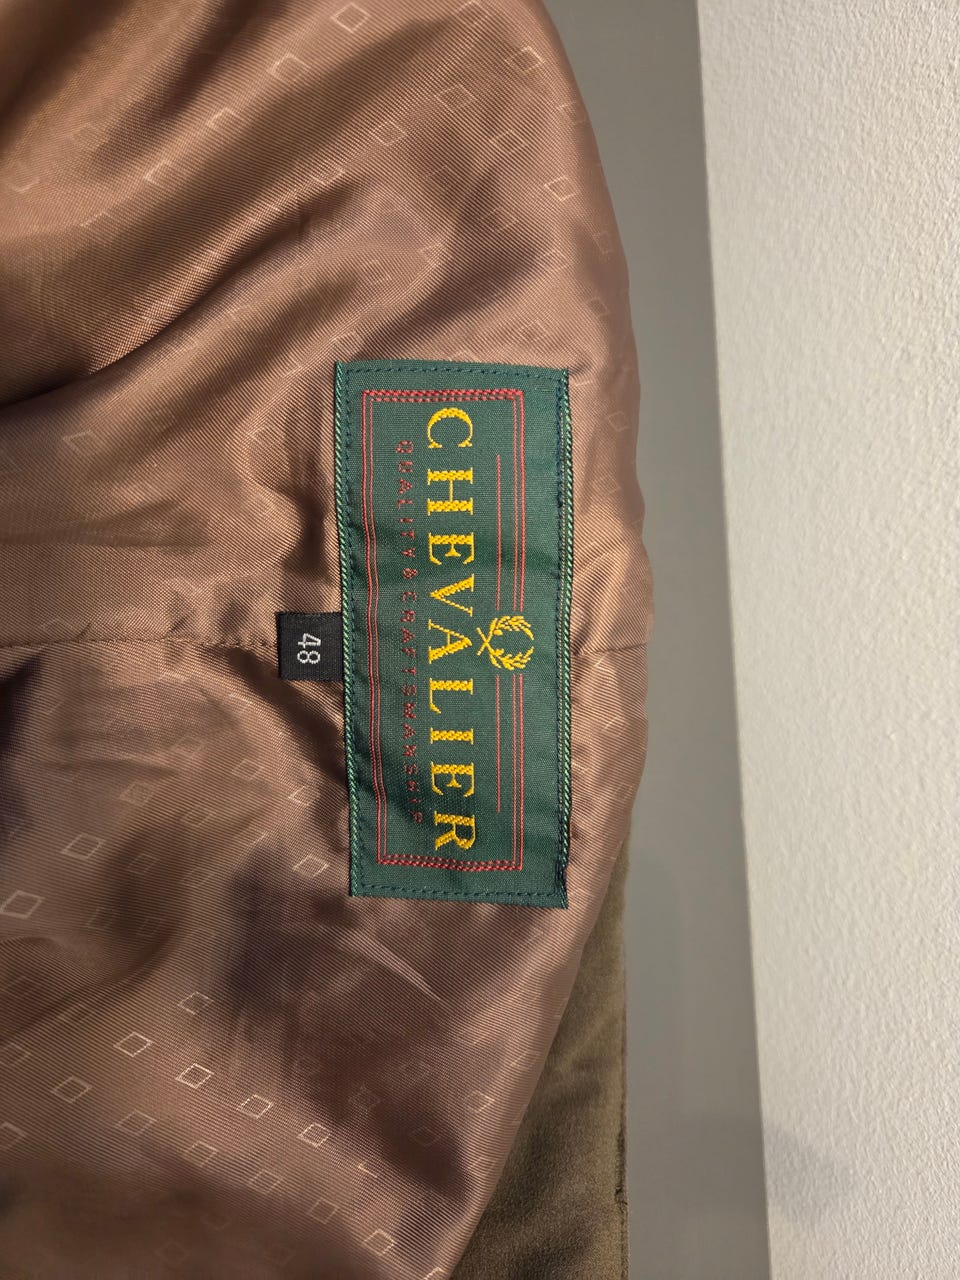 CHEVALIER
QUALITY & CRAFTSMANSHIP
48